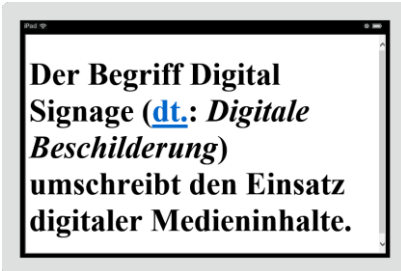 iPad
Der Begriff Digital
Signage (dt.: Digitale
Beschilderung)
umschreibt den Einsatz
digitaler Medieninhalte.